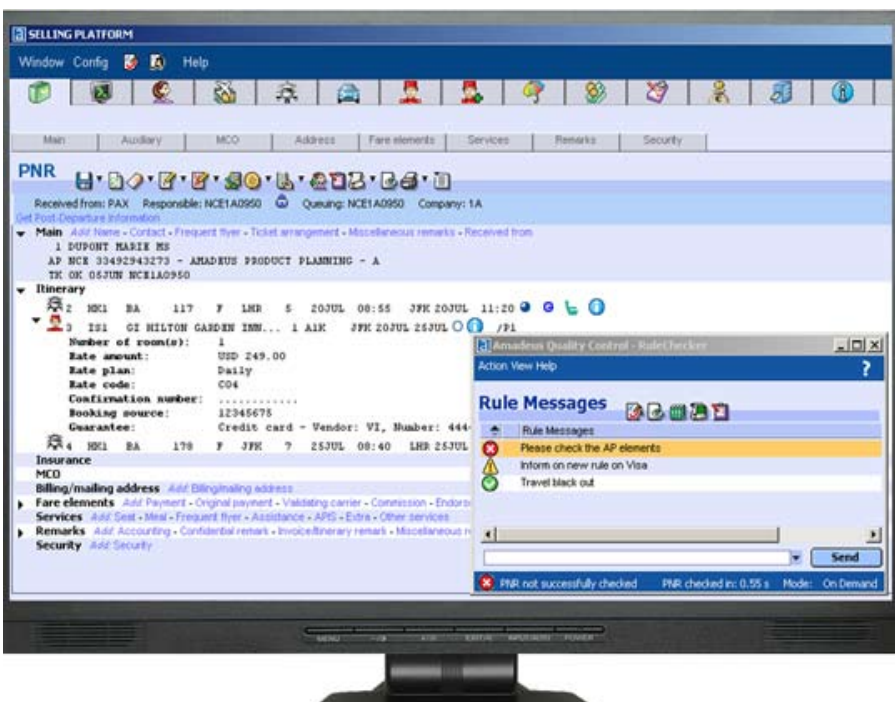 SELLING PLATFORM
Window Config Help
Main Auxiliary MCO Address Fare elements Services Remarks Security
PNR
Received from: PAX Responsible: NCE1A0950 Queuing: NCE1A0950 Company: 1A
Get Post-Departure Information
Main Add Name - Contact - Frequent flyer - Ticket arrangement - Miscellaneous remarks - Received from
1 DUPONT MARIE MS
AP NCE 33492943273 - AMADEUS PRODUCT PLANNING - A
TK OK 05JUN NCE1A0950
Itinerary
2 HK1 BA 117 F LHR 5 20JUL 08:55 JFK 20JUL 11:20
3 IS1 GI HILTON GARDEN INN... 1 A1K JFK 20JUL 25JUL /P1
Number of room(s): 1
Rate amount: USD 249.00
Rate plan: Daily
Rate code: C04
Confirmation number: ............
Booking source: 12345675
Guarantee: Credit card - Vendor: VI, Number: 444
4 HK1 BA 178 F JFK 7 25JUL 08:40 LHR 25JUL
Insurance
MCO
Billing/mailing address Add Billing/mailing address
Fare elements Add Payment - Original payment - Validating carrier - Commission - Endors
Services Add Seat - Meal - Frequent flyer - Assistance - APIS - Extra - Other services
Remarks Add Accounting - Confidential remark - Invoice/itinerary remark - Miscellaneous
Security Add Security
Amadeus Quality Control - RuleChecker
Action View Help ?
Rule Messages
Rule Messages
Please check the AP elements
Inform on new rule on Visa
Travel black out
Send
PNR not successfully checked PNR checked in: 0.55 s Mode: On Demand
MENU EXIT POWER